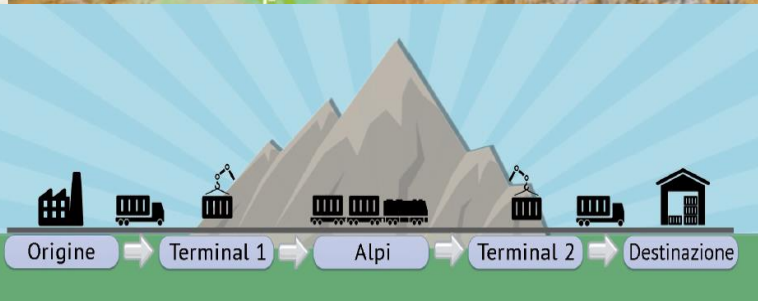 Origine
Terminal 1
Alpi
Terminal 2
Destinazione